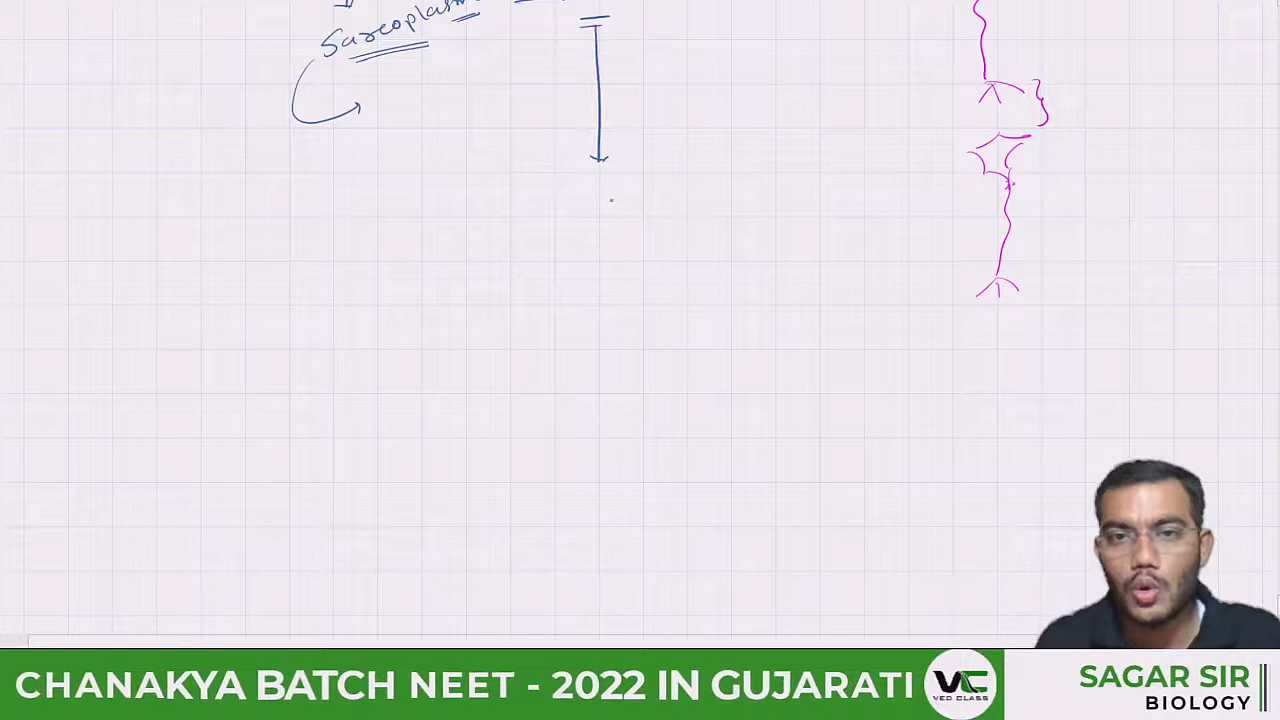 Sarcoplasm
CHANAKYA BATCH NEET - 2022 IN GUJARATI
VC
VED CLASS
SAGAR SIR
BIOLOGY